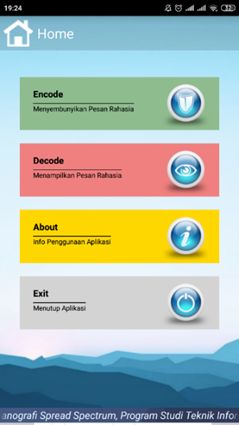 19:24
Home
Encode
Menyembunyikan Pesan Rahasia
Decode
Menampilkan Pesan Rahasia
About
Info Penggunaan Aplikasi
Exit
Menutup Aplikasi
anografi Spread Spectrum, Program Studi Teknik Infor